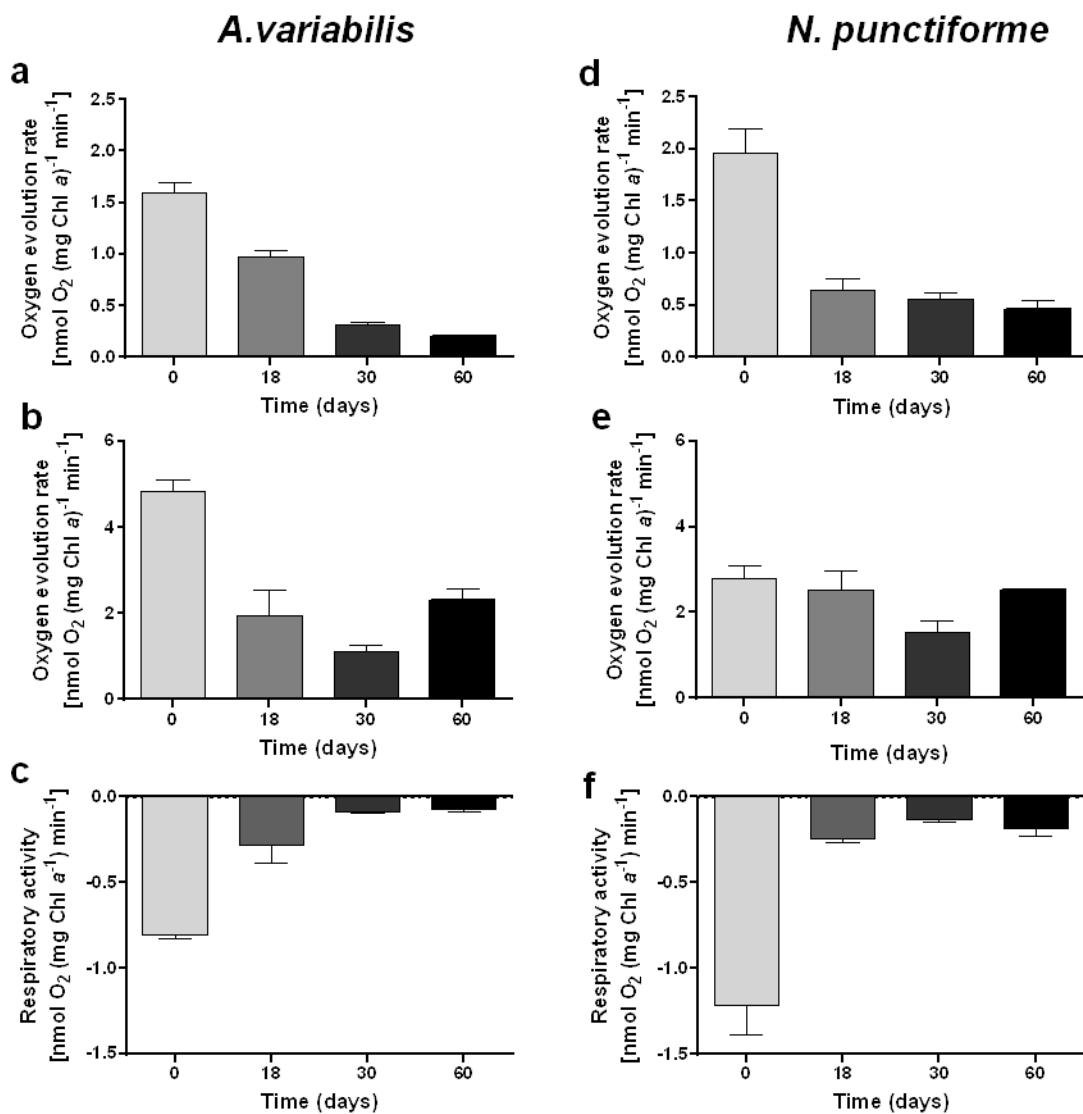 A.variabilis
N. punctiforme
a
Oxygen evolution rate
[nmol O2 (mg Chl a)-1 min-1]
2.5
2.0
1.5
1.0
0.5
0.0
0 18 30 60
Time (days)
d
Oxygen evolution rate
[nmol O2 (mg Chl a)-1 min-1]
2.5
2.0
1.5
1.0
0.5
0.0
0 18 30 60
Time (days)
b
Oxygen evolution rate
[nmol O2 (mg Chl a)-1 min-1]
6
4
2
0
0 18 30 60
Time (days)
e
Oxygen evolution rate
[nmol O2 (mg Chl a)-1 min-1]
6
4
2
0
0 18 30 60
Time (days)
c
Respiratory activity
[nmol O2 (mg Chl a-1) min-1]
0.0
-0.5
-1.0
-1.5
0 18 30 60
Time (days)
f
Respiratory activity
[nmol O2 (mg Chl a-1) min-1]
0.0
-0.5
-1.0
-1.5
0 18 30 60
Time (days)